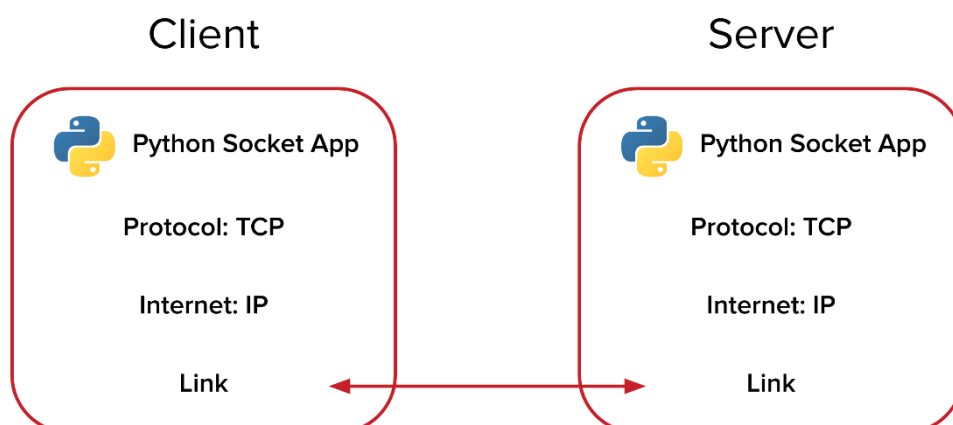 Client
Server
Python Socket App
Python Socket App
Protocol: TCP
Protocol: TCP
Internet: IP
Internet: IP
Link
Link